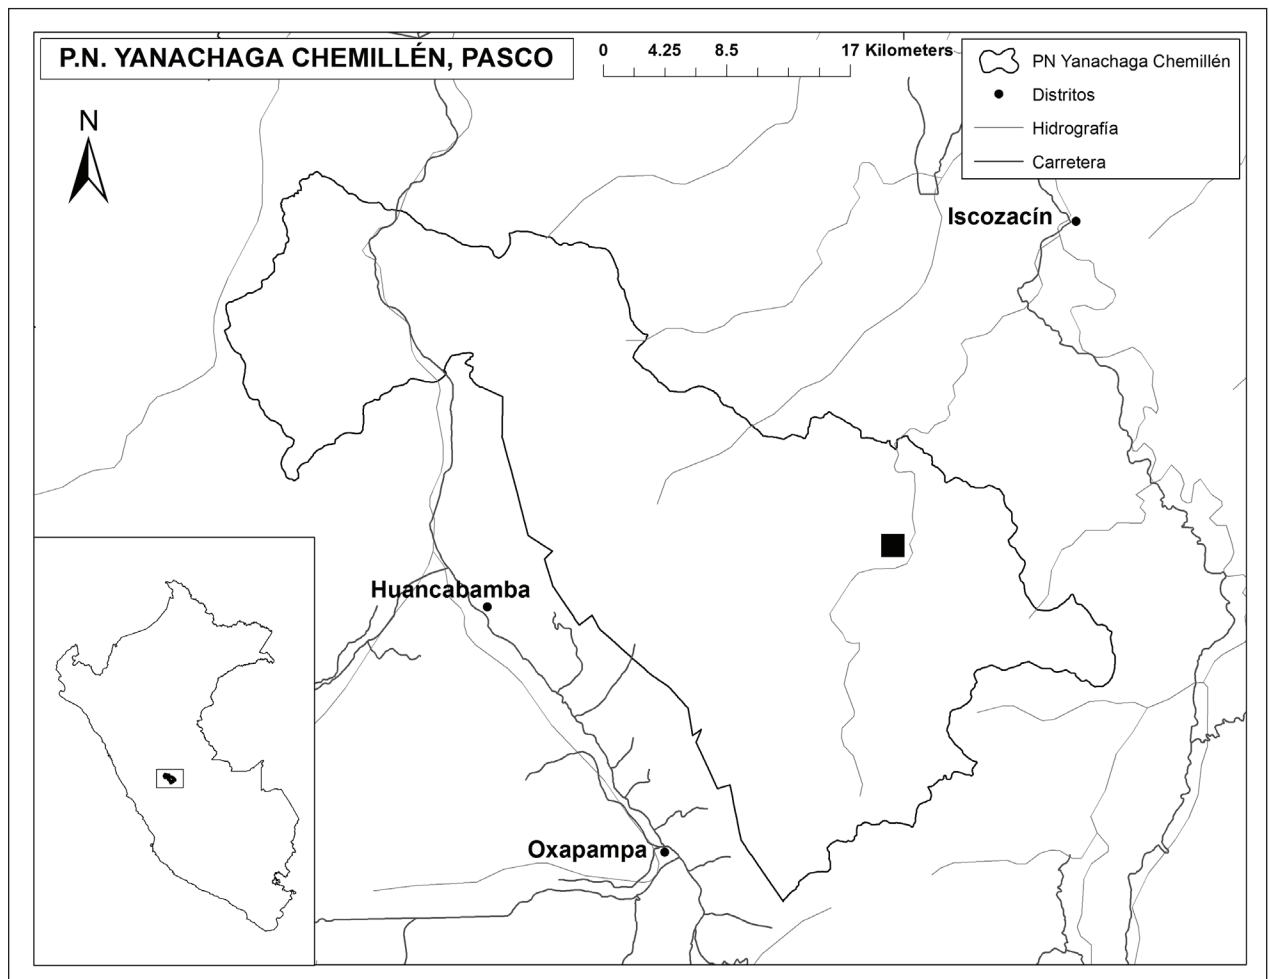 P.N. YANACHAGA CHEMILLÉN, PASCO
0 4.25 8.5 17 Kilometers
PN Yanachaga Chemillén
Distritos
Hidrografía
Carretera
N
Iscozacín
Huancabamba
Oxapampa